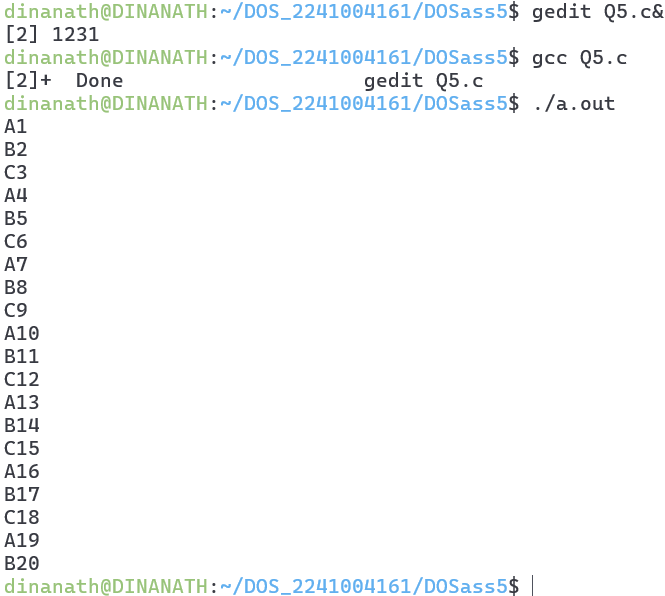 dinanath@DINANATH:~/DOS_2241004161/DOSass5$ gedit Q5.c&
[2] 1231
dinanath@DINANATH:~/DOS_2241004161/DOSass5$ gcc Q5.c
[2]+  Done                    gedit Q5.c
dinanath@DINANATH:~/DOS_2241004161/DOSass5$ ./a.out
A1
B2
C3
A4
B5
C6
A7
B8
C9
A10
B11
C12
A13
B14
C15
A16
B17
C18
A19
B20
dinanath@DINANATH:~/DOS_2241004161/DOSass5$